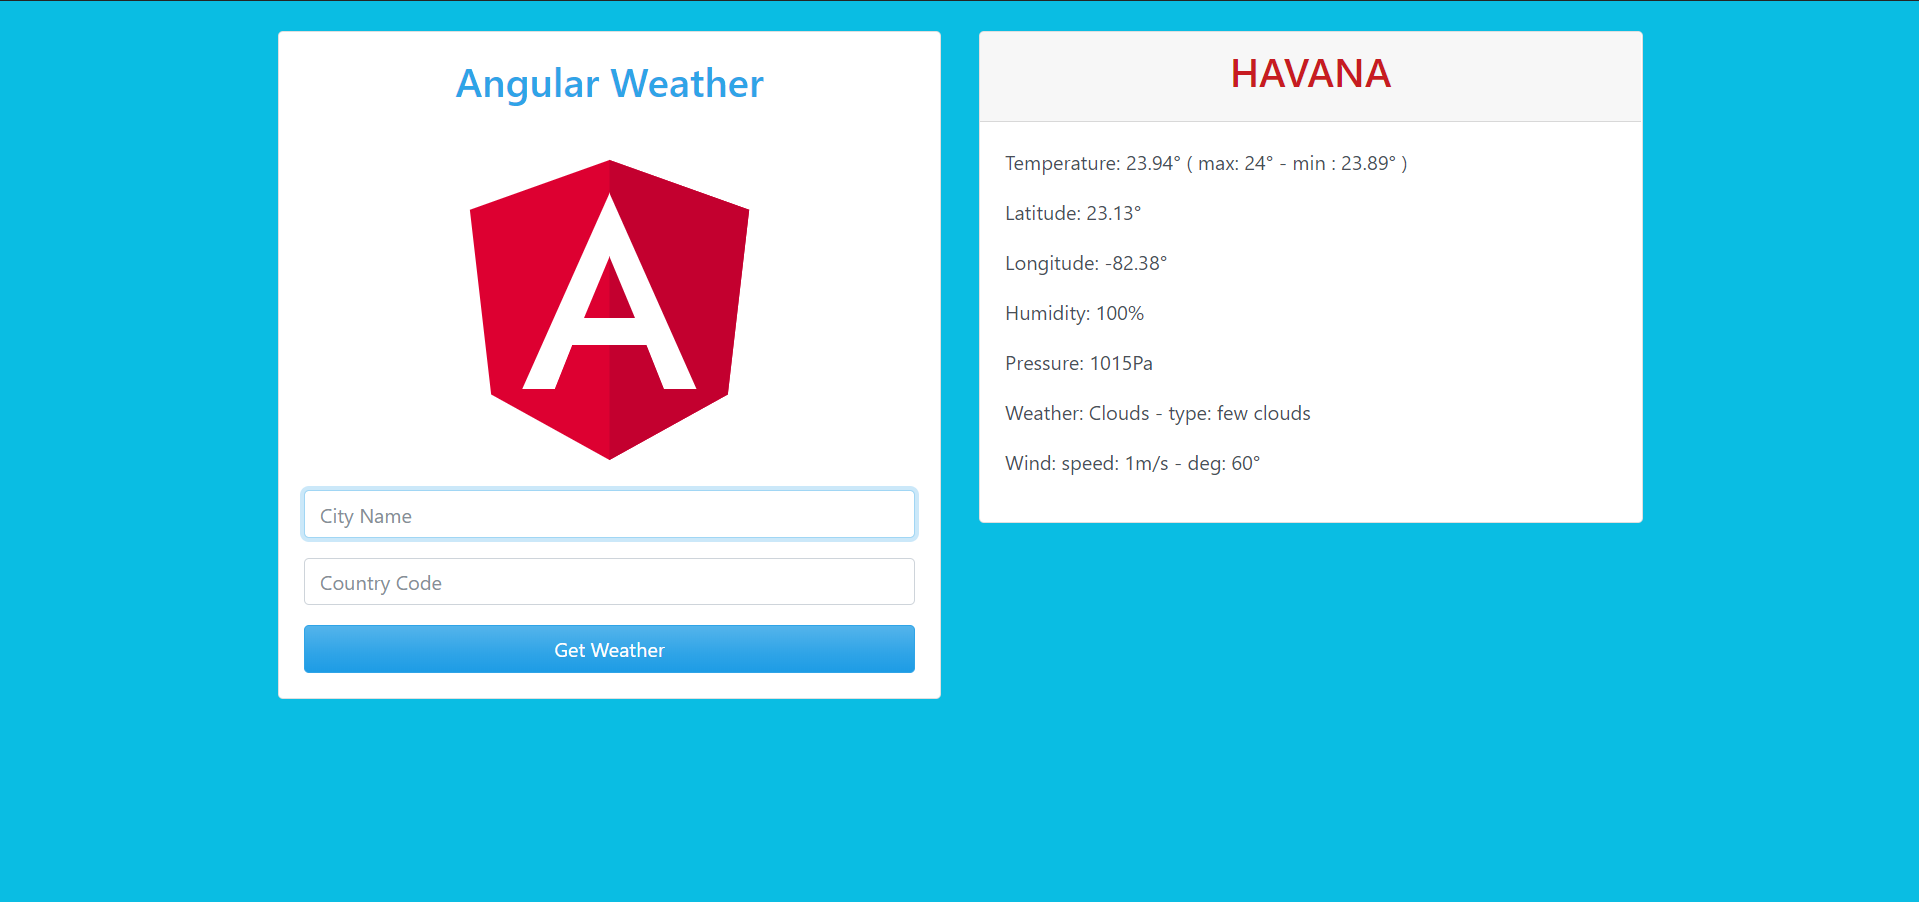 Angular Weather
City Name
Country Code
Get Weather
HAVANA
Temperature: 23.94° ( max: 24° - min : 23.89° )
Latitude: 23.13°
Longitude: -82.38°
Humidity: 100%
Pressure: 1015Pa
Weather: Clouds - type: few clouds
Wind: speed: 1m/s - deg: 60°